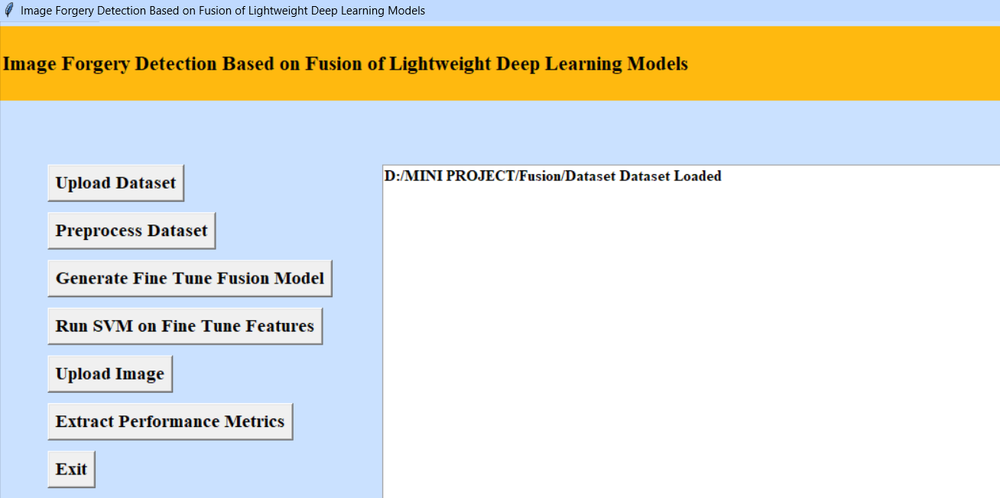 Image Forgery Detection Based on Fusion of Lightweight Deep Learning Models
Image Forgery Detection Based on Fusion of Lightweight Deep Learning Models
Upload Dataset
Preprocess Dataset
Generate Fine Tune Fusion Model
Run SVM on Fine Tune Features
Upload Image
Extract Performance Metrics
Exit
D:/MINI PROJECT/Fusion/Dataset Dataset Loaded